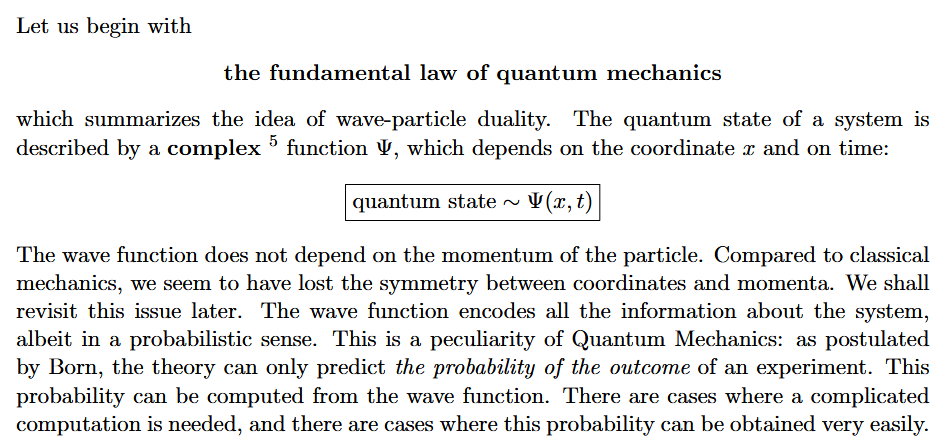 Let us begin with
the fundamental law of quantum mechanics
which summarizes the idea of wave-particle duality. The quantum state of a system is
described by a complex ⁵ function Ψ, which depends on the coordinate x and on time:
quantum state ∼ Ψ(x, t)
The wave function does not depend on the momentum of the particle. Compared to classical
mechanics, we seem to have lost the symmetry between coordinates and momenta. We shall
revisit this issue later. The wave function encodes all the information about the system,
albeit in a probabilistic sense. This is a peculiarity of Quantum Mechanics: as postulated
by Born, the theory can only predict the probability of the outcome of an experiment. This
probability can be computed from the wave function. There are cases where a complicated
computation is needed, and there are cases where this probability can be obtained very easily.